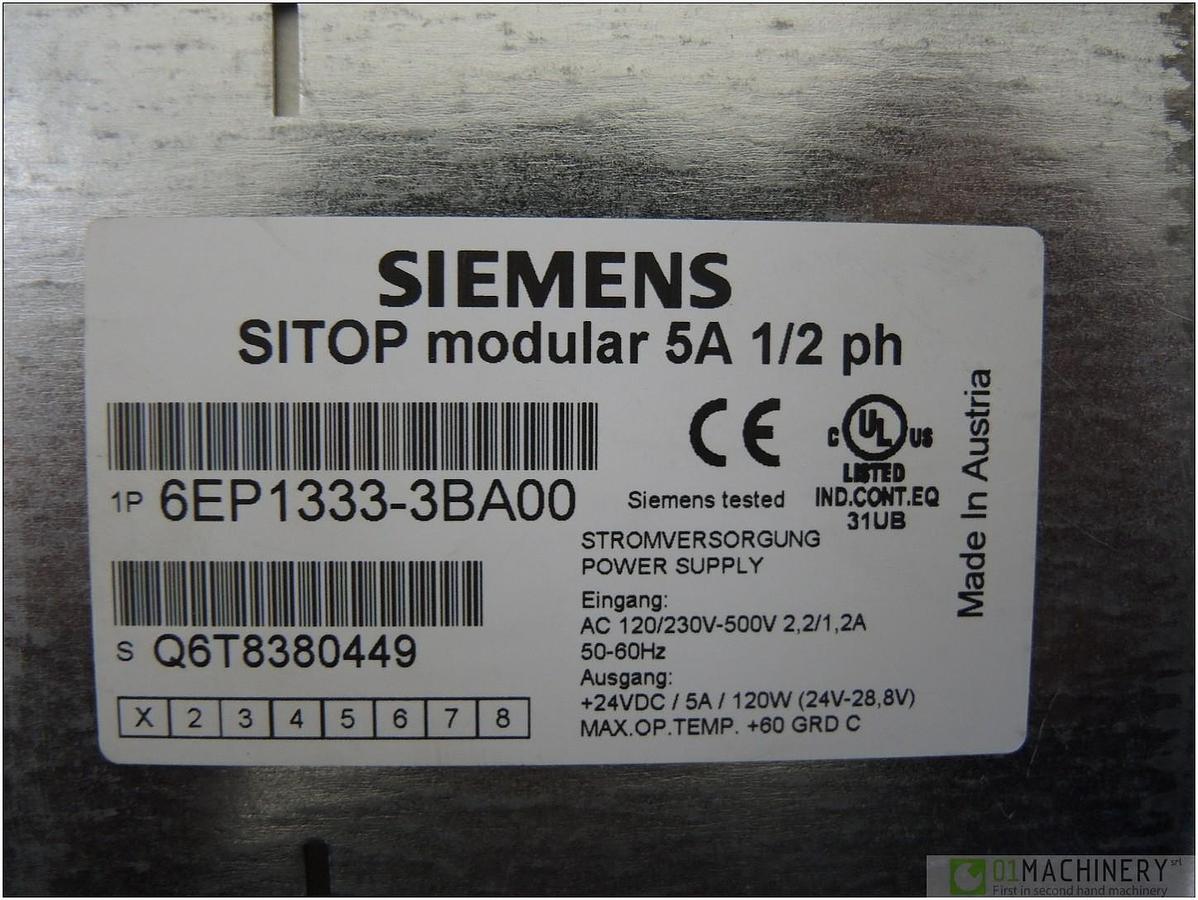 SIEMENS
SITOP modular 5A 1/2 ph
CE
C UL US
LISTED
IND.CONT.EQ
31UB
Made In Austria
1P 6EP1333-3BA00
Siemens tested
STROMVERSORGUNG
POWER SUPPLY
Eingang:
AC 120/230V-500V 2,2/1,2A
50-60Hz
Ausgang:
+24VDC / 5A / 120W (24V-28,8V)
MAX.OP.TEMP. +60 GRD C
S Q6T8380449
X 2 3 4 5 6 7 8
01MACHINERY srl
First in second hand machinery